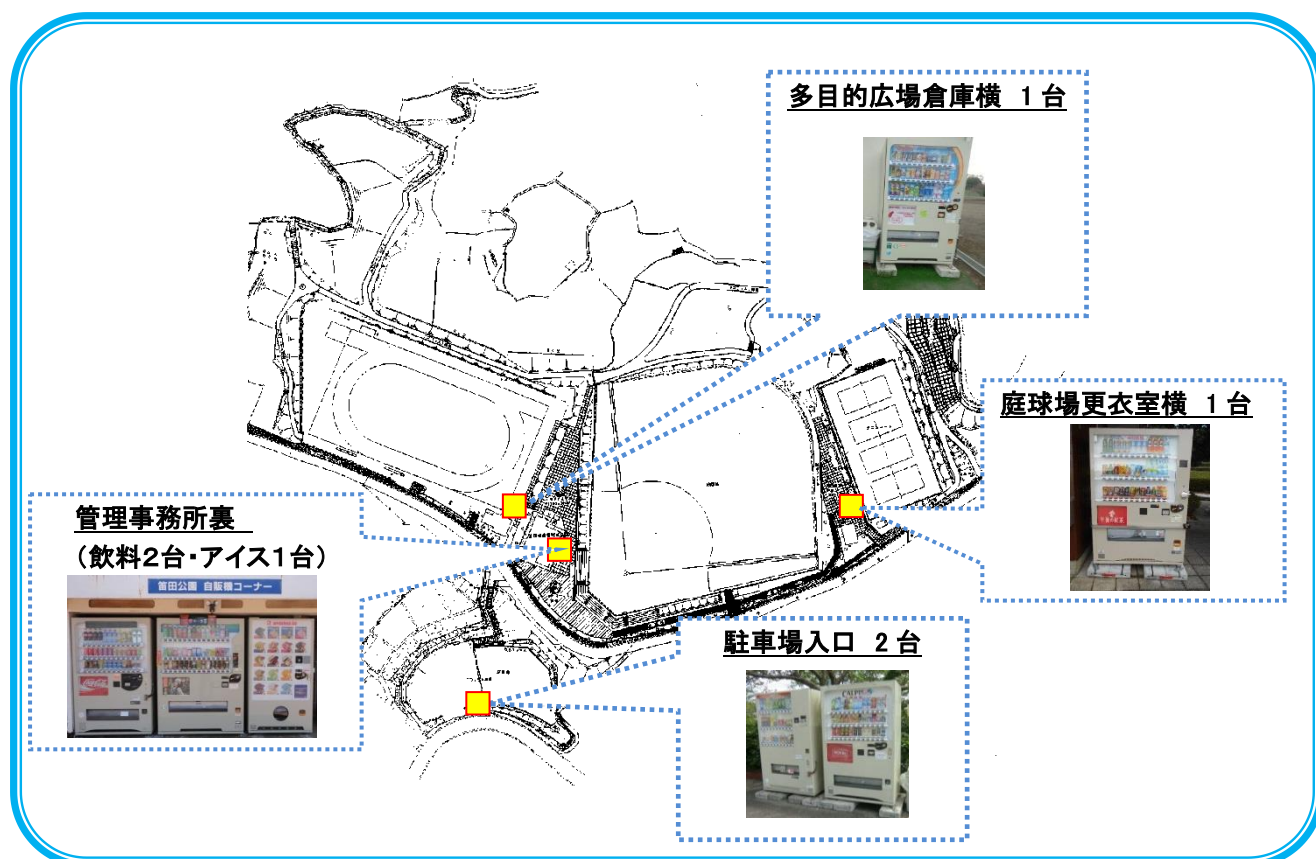 多目的広場倉庫横 1台
庭球場更衣室横 1台
管理事務所裏
(飲料2台・アイス1台)
笛田公園 自販機コーナー
駐車場入口 2台
CALPIS